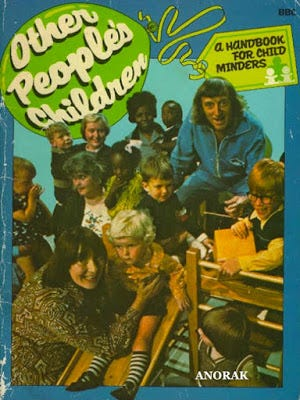 BBC
Other
People's
Children
A HANDBOOK
FOR CHILD
MINDERS
ANORAK